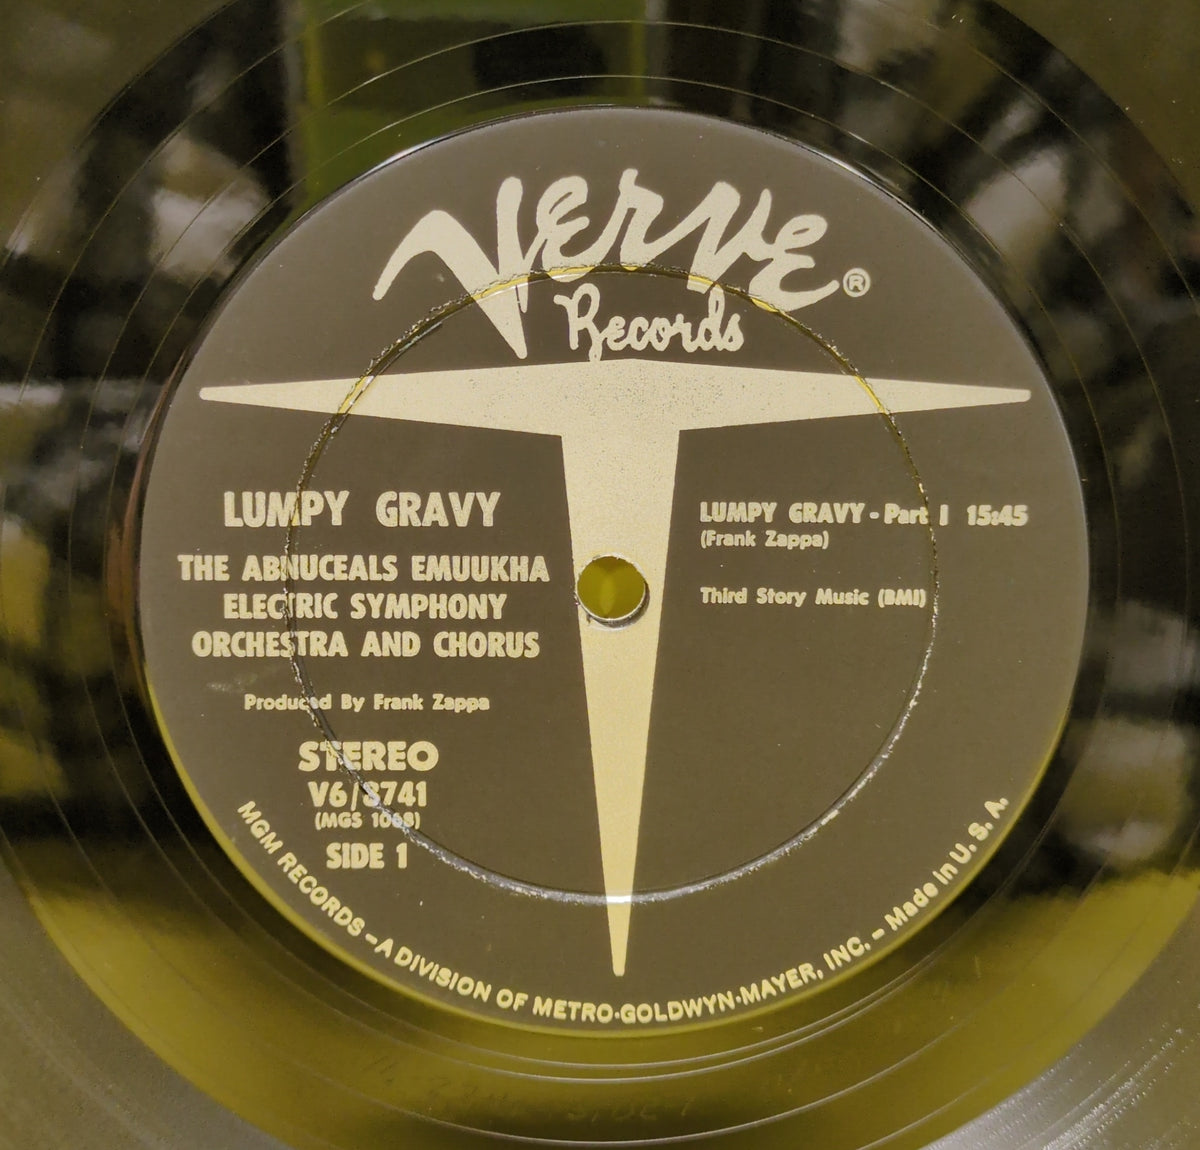 Verve®
Records
LUMPY GRAVY
THE ABNUCEALS EMUUKHA
ELECTRIC SYMPHONY
ORCHESTRA AND CHORUS
Produced By Frank Zappa
STEREO
V6/8741
(MGS 1068)
SIDE 1
LUMPY GRAVY - Part I 15:45
(Frank Zappa)
Third Story Music (BMI)
MGM RECORDS – A DIVISION OF METRO-GOLDWYN-MAYER, INC. – Made in U. S. A.